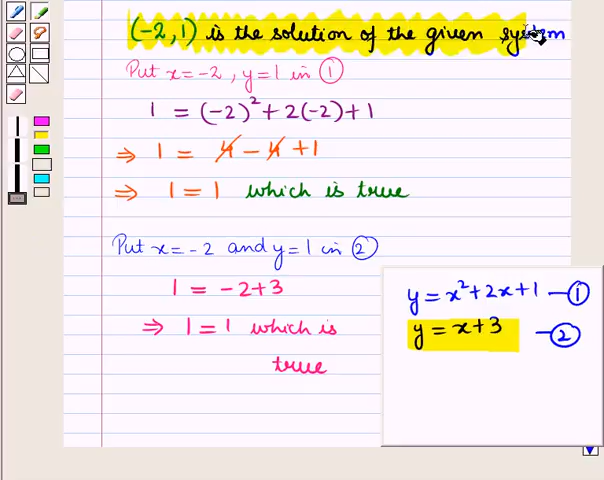 (-2,1) is the solution of the given system
Put x=-2, y=1 in ①
1 = (-2)²+2(-2)+1
⇒ 1 = 4 - 4 +1
⇒ 1=1 which is true
Put x=-2 and y=1 in ②
1 = -2+3
⇒ 1=1 which is
true
y=x²+2x+1 —①
y=x+3 —②